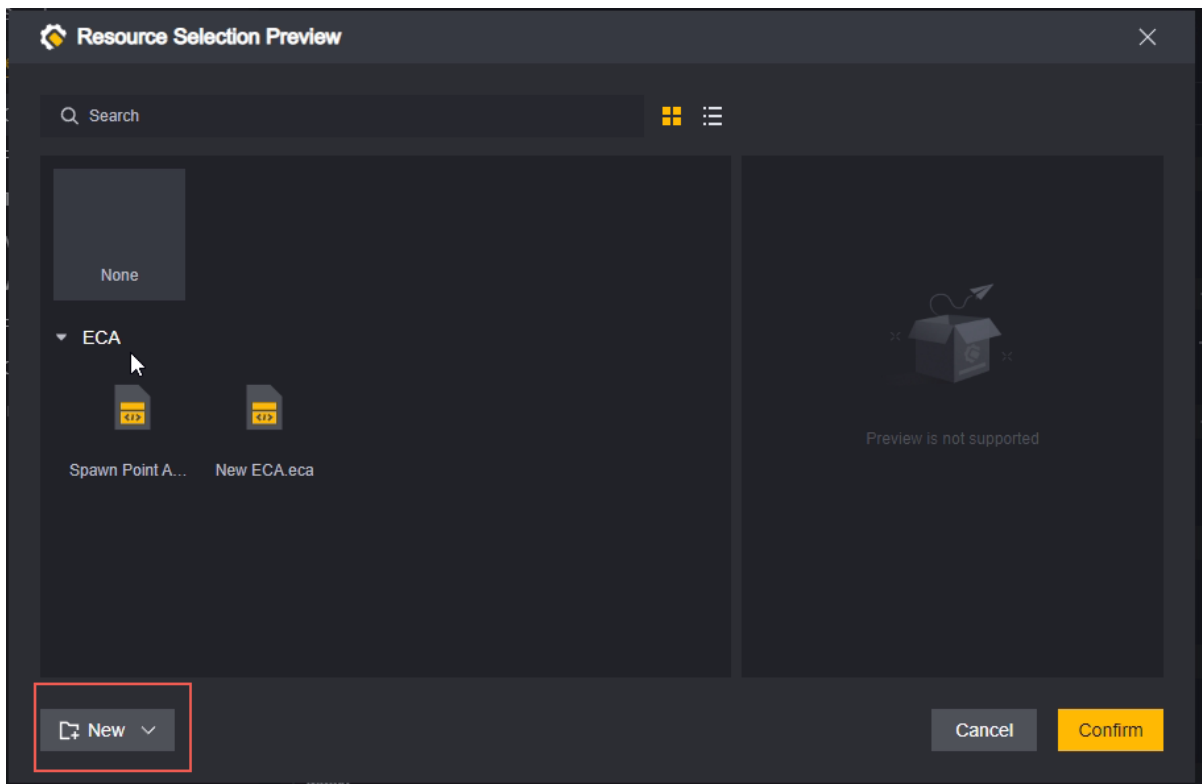 Resource Selection Preview
Search
None
ECA
Spawn Point A...
New ECA.eca
Preview is not supported
New
Cancel
Confirm